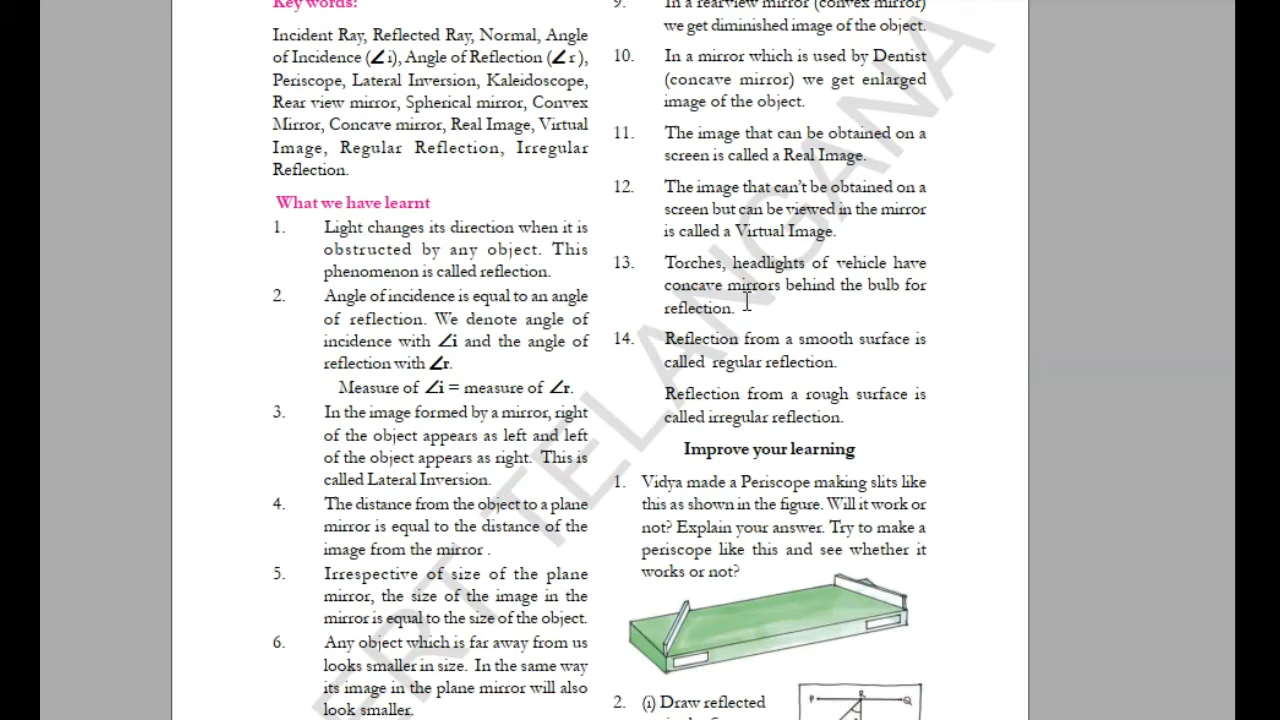 Key words:
Incident Ray, Reflected Ray, Normal, Angle
of Incidence (∠i), Angle of Reflection (∠r),
Periscope, Lateral Inversion, Kaleidoscope,
Rear view mirror, Spherical mirror, Convex
Mirror, Concave mirror, Real Image, Virtual
Image, Regular Reflection, Irregular
Reflection.
What we have learnt
1. Light changes its direction when it is
obstructed by any object. This
phenomenon is called reflection.
2. Angle of incidence is equal to an angle
of reflection. We denote angle of
incidence with ∠i and the angle of
reflection with ∠r.
Measure of ∠i = measure of ∠r.
3. In the image formed by a mirror, right
of the object appears as left and left
of the object appears as right. This is
called Lateral Inversion.
4. The distance from the object to a plane
mirror is equal to the distance of the
image from the mirror .
5. Irrespective of size of the plane
mirror, the size of the image in the
mirror is equal to the size of the object.
6. Any object which is far away from us
looks smaller in size. In the same way
its image in the plane mirror will also
look smaller.
9. In a rearview mirror (convex mirror)
we get diminished image of the object.
10. In a mirror which is used by Dentist
(concave mirror) we get enlarged
image of the object.
11. The image that can be obtained on a
screen is called a Real Image.
12. The image that can't be obtained on a
screen but can be viewed in the mirror
is called a Virtual Image.
13. Torches, headlights of vehicle have
concave mirrors behind the bulb for
reflection.
14. Reflection from a smooth surface is
called regular reflection.
Reflection from a rough surface is
called irregular reflection.
Improve your learning
1. Vidya made a Periscope making slits like
this as shown in the figure. Will it work or
not? Explain your answer. Try to make a
periscope like this and see whether it
works or not?
2. (i) Draw reflected
P R Q
ERT TELANGANA